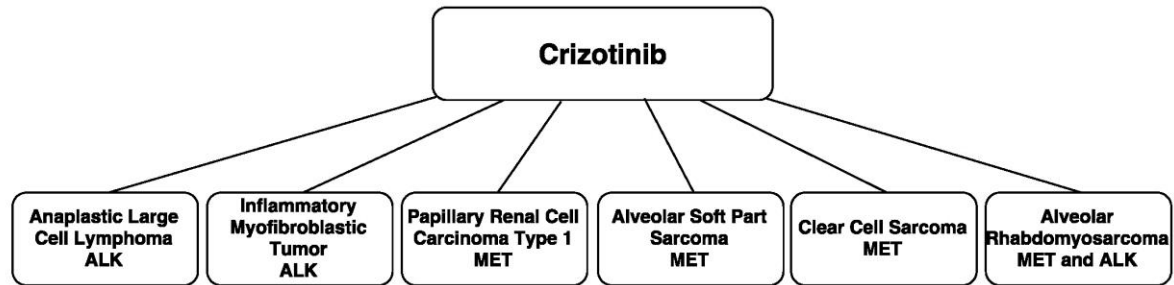 Crizotinib
Anaplastic Large
Cell Lymphoma
ALK
Inflammatory
Myofibroblastic
Tumor
ALK
Papillary Renal Cell
Carcinoma Type 1
MET
Alveolar Soft Part
Sarcoma
MET
Clear Cell Sarcoma
MET
Alveolar
Rhabdomyosarcoma
MET and ALK